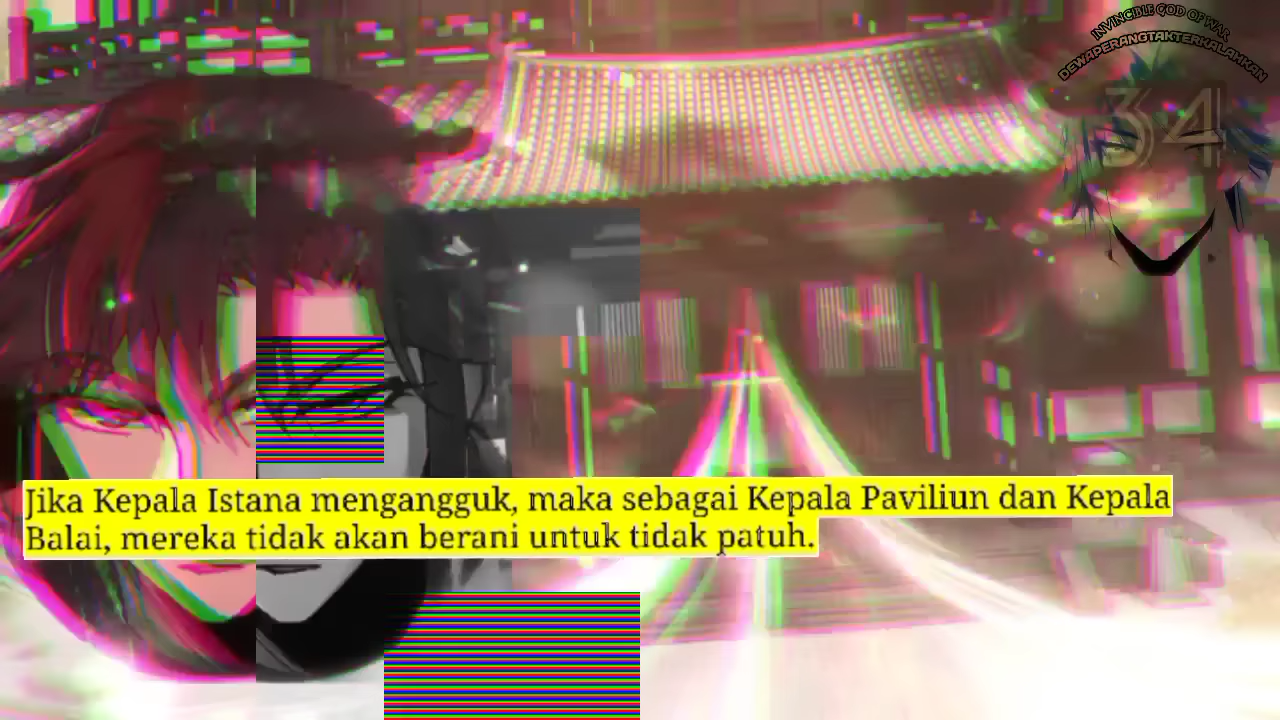 INVINCIBLE GOD OF WAR
DEWAPERANGTAKTERKALAHKAN
34
Jika Kepala Istana mengangguk, maka sebagai Kepala Paviliun dan Kepala
Balai, mereka tidak akan berani untuk tidak patuh.